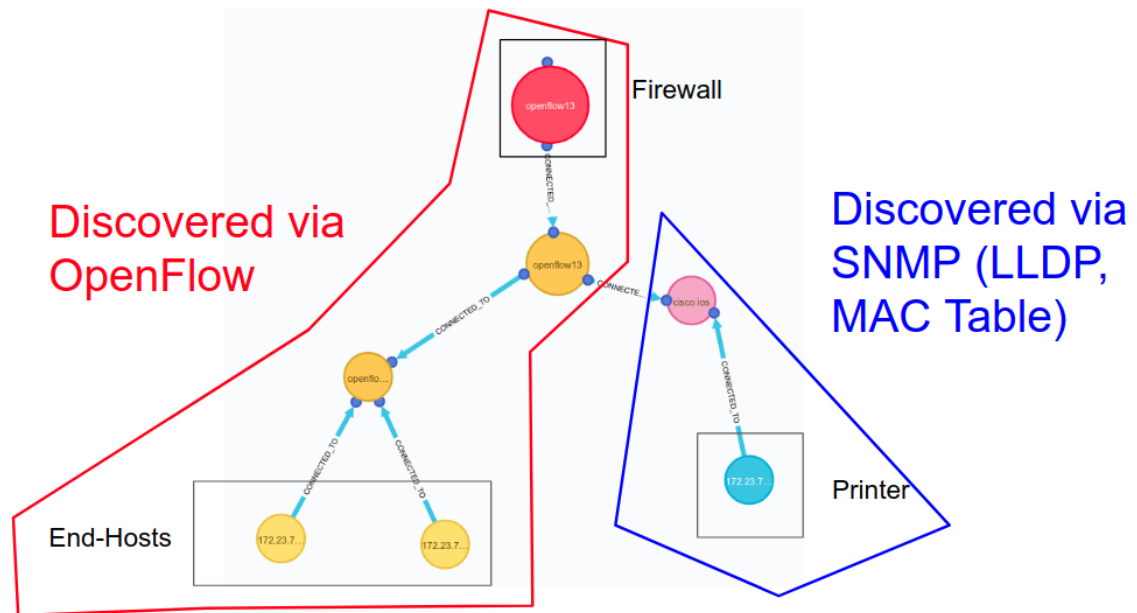 openflow13
Firewall
CONNECTED_...
Discovered via
OpenFlow
openflow13
CONNECTE...
cisco ios
Discovered via
SNMP (LLDP,
MAC Table)
CONNECTED_TO
openflo...
CONNECTED_TO
CONNECTED_TO
CONNECTED_TO
172.23.7...
Printer
End-Hosts
172.23.7...
172.23.7...